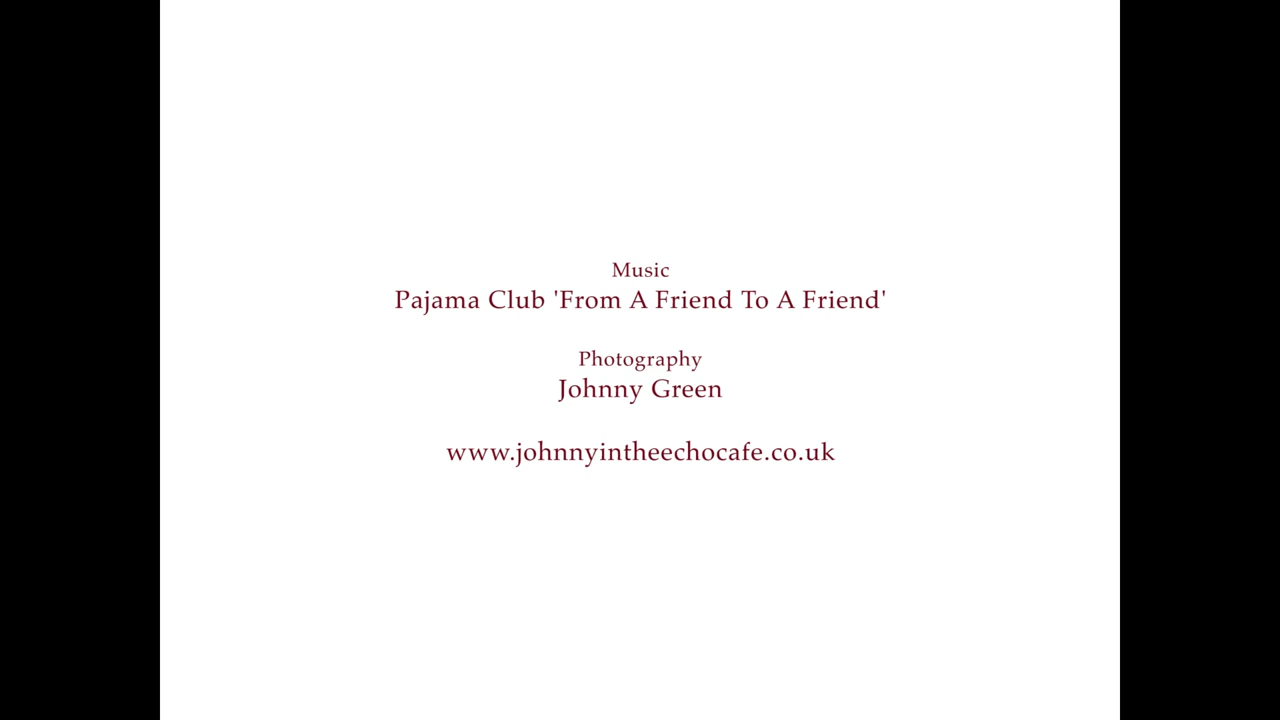 Music
Pajama Club 'From A Friend To A Friend'
Photography
Johnny Green
www.johnnyintheechocafe.co.uk